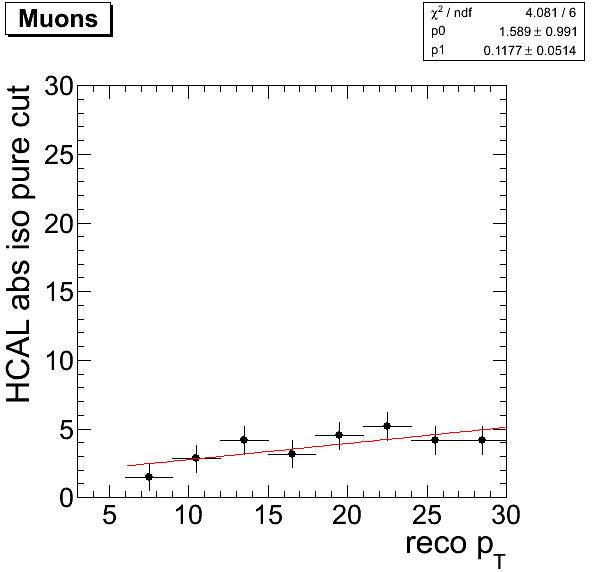 Muons
χ² / ndf 4.081 / 6
p0 1.589 ± 0.991
p1 0.1177 ± 0.0514
HCAL abs iso pure cut
30
25
20
15
10
5
0
5 10 15 20 25 30
reco p_T